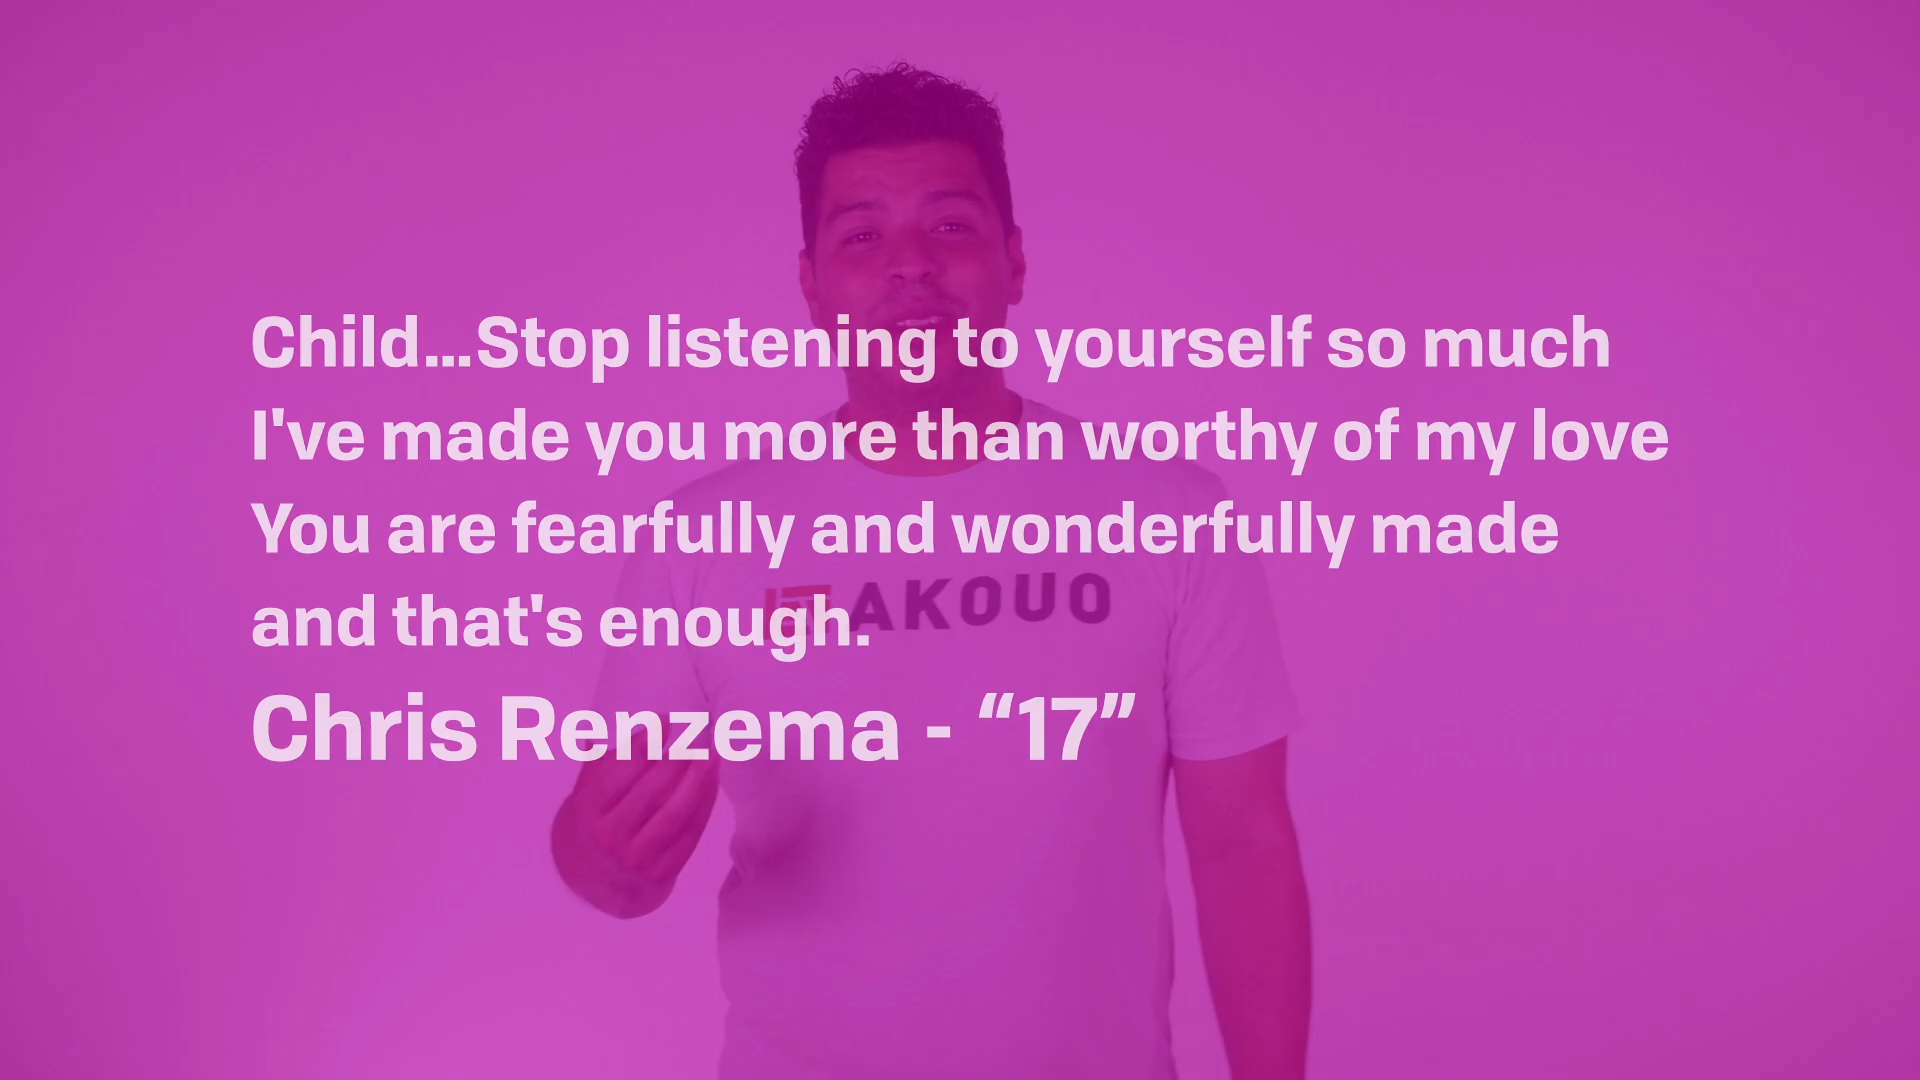 Child...Stop listening to yourself so much
I've made you more than worthy of my love
You are fearfully and wonderfully made
and that's enough.
AKOUO
Chris Renzema - “17”